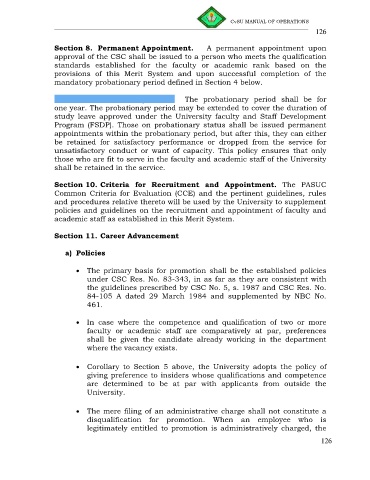 CvSU MANUAL OF OPERATIONS
126
Section 8. Permanent Appointment. A permanent appointment upon
approval of the CSC shall be issued to a person who meets the qualification
standards established for the faculty or academic rank based on the
provisions of this Merit System and upon successful completion of the
mandatory probationary period defined in Section 4 below.
The probationary period shall be for
one year. The probationary period may be extended to cover the duration of
study leave approved under the University faculty and Staff Development
Program (FSDP). Those on probationary status shall be issued permanent
appointments within the probationary period, but after this, they can either
be retained for satisfactory performance or dropped from the service for
unsatisfactory conduct or want of capacity. This policy ensures that only
those who are fit to serve in the faculty and academic staff of the University
shall be retained in the service.
Section 10. Criteria for Recruitment and Appointment. The PASUC
Common Criteria for Evaluation (CCE) and the pertinent guidelines, rules
and procedures relative thereto will be used by the University to supplement
policies and guidelines on the recruitment and appointment of faculty and
academic staff as established in this Merit System.
Section 11. Career Advancement
a) Policies
• The primary basis for promotion shall be the established policies
under CSC Res. No. 83-343, in as far as they are consistent with
the guidelines prescribed by CSC No. 5, s. 1987 and CSC Res. No.
84-105 A dated 29 March 1984 and supplemented by NBC No.
461.
• In case where the competence and qualification of two or more
faculty or academic staff are comparatively at par, preferences
shall be given the candidate already working in the department
where the vacancy exists.
• Corollary to Section 5 above, the University adopts the policy of
giving preference to insiders whose qualifications and competence
are determined to be at par with applicants from outside the
University.
• The mere filing of an administrative charge shall not constitute a
disqualification for promotion. When an employee who is
legitimately entitled to promotion is administratively charged, the
126